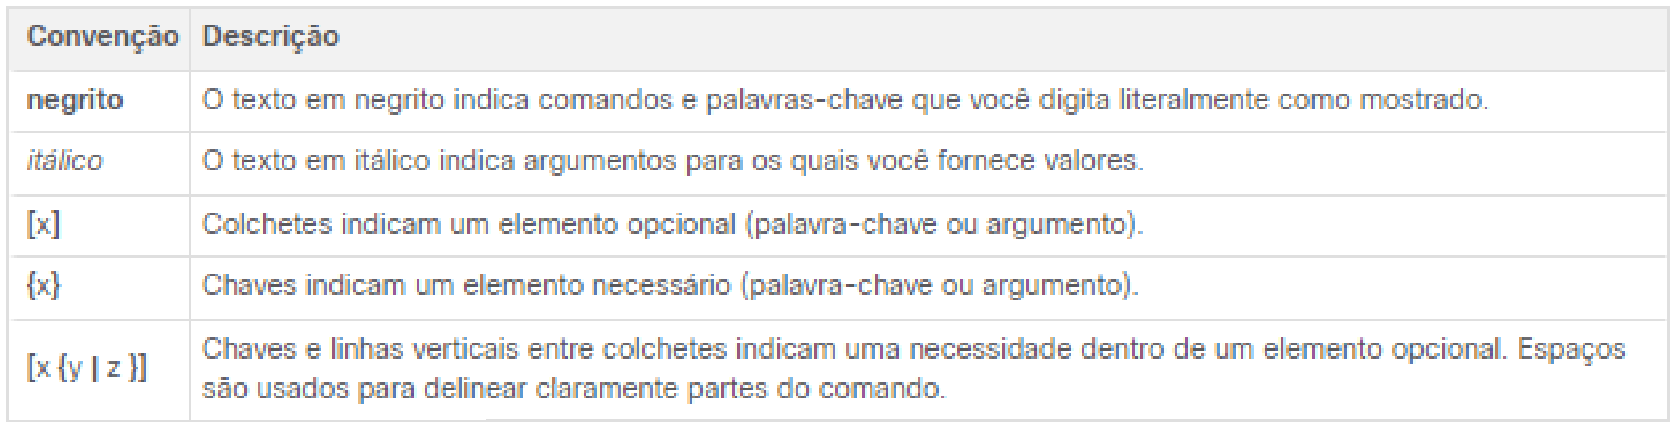 Convenção Descrição
negrito O texto em negrito indica comandos e palavras-chave que você digita literalmente como mostrado.
itálico O texto em itálico indica argumentos para os quais você fornece valores.
[x] Colchetes indicam um elemento opcional (palavra-chave ou argumento).
{x} Chaves indicam um elemento necessário (palavra-chave ou argumento).
[x {y | z }] Chaves e linhas verticais entre colchetes indicam uma necessidade dentro de um elemento opcional. Espaços
são usados para delinear claramente partes do comando.